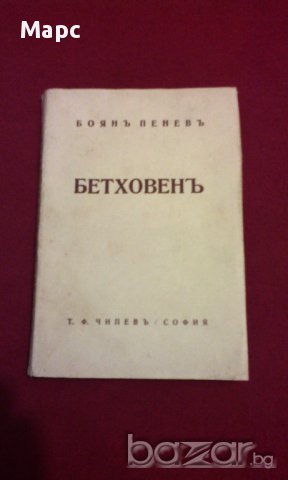 Марс
БОЯНЪ ПЕНЕВЪ
БЕТХОВЕНЪ
Т. Ф. ЧИПЕВЪ / СОФИЯ
bazar.bg